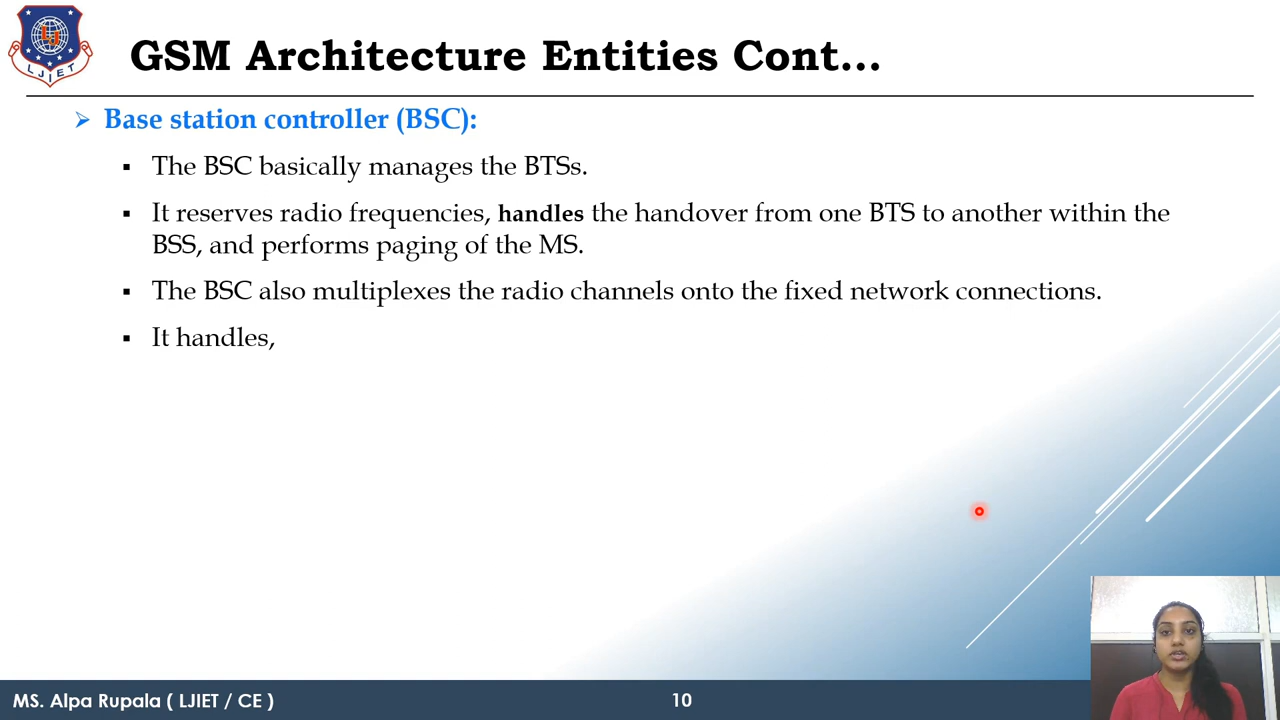 LJIET
GSM Architecture Entities Cont...
➢ Base station controller (BSC):
▪ The BSC basically manages the BTSs.
▪ It reserves radio frequencies, handles the handover from one BTS to another within the
BSS, and performs paging of the MS.
▪ The BSC also multiplexes the radio channels onto the fixed network connections.
▪ It handles,
MS. Alpa Rupala ( LJIET / CE )
10